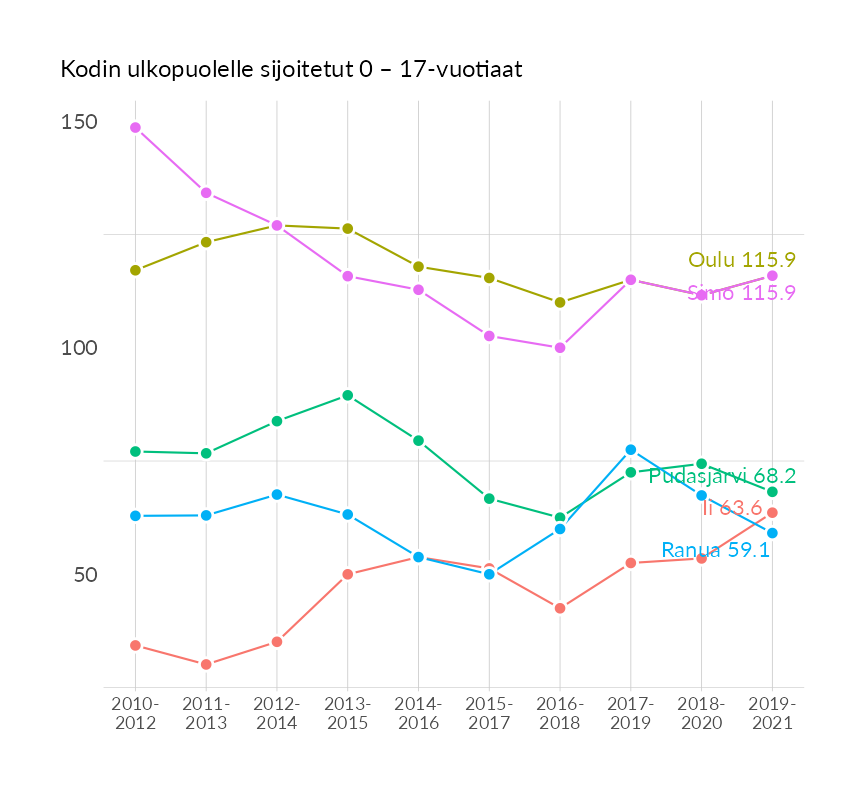 Kodin ulkopuolelle sijoitetut 0 – 17-vuotiaat
150
100
50
Oulu 115.9
Simo 115.9
Pudasjärvi 68.2
Ii 63.6
Ranua 59.1
2010-2012 2011-2013 2012-2014 2013-2015 2014-2016 2015-2017 2016-2018 2017-2019 2018-2020 2019-2021